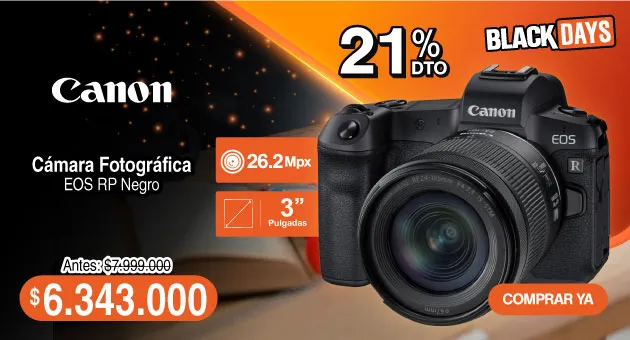 BLACK DAYS
21% DTO
Canon
Cámara Fotográfica
EOS RP Negro
26.2 Mpx
3”
Pulgadas
Antes: $7.999.000
$6.343.000
Canon
EOS
R
COMPRAR YA